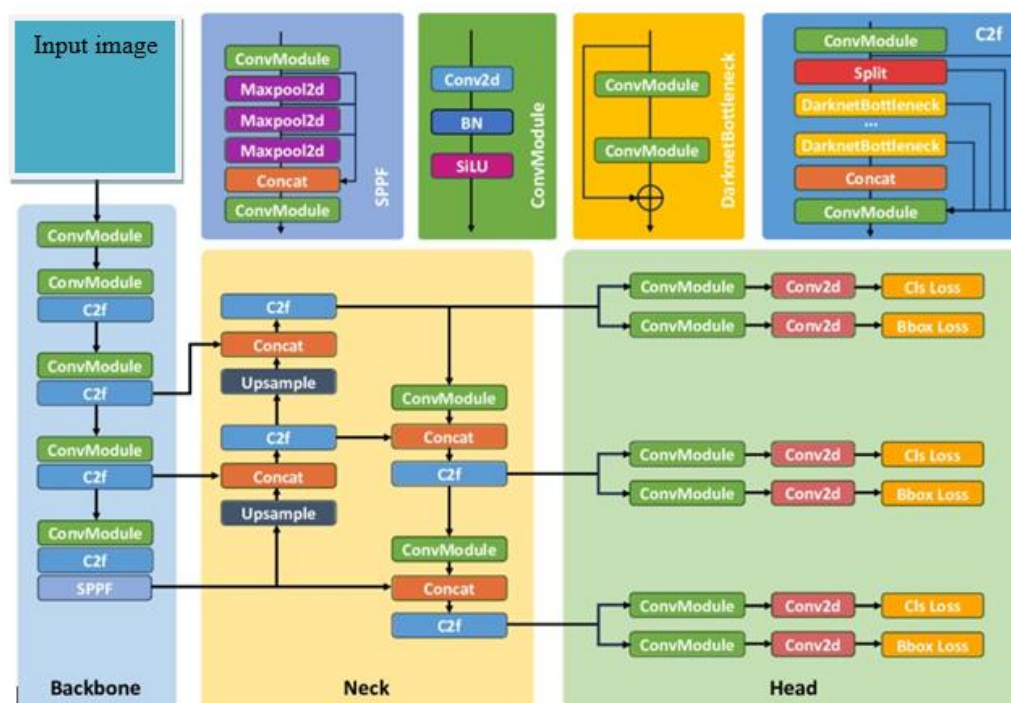 Input image
ConvModule
Maxpool2d
Maxpool2d
Maxpool2d
Concat
ConvModule
SPPF
Conv2d
BN
SiLU
ConvModule
ConvModule
ConvModule
DarknetBottleneck
C2f
ConvModule
Split
DarknetBottleneck
...
DarknetBottleneck
Concat
ConvModule
ConvModule
ConvModule
C2f
ConvModule
C2f
ConvModule
C2f
ConvModule
C2f
SPPF
Backbone
C2f
Concat
Upsample
C2f
Concat
Upsample
ConvModule
Concat
C2f
ConvModule
Concat
C2f
Neck
ConvModule Conv2d Cls Loss
ConvModule Conv2d Bbox Loss
ConvModule Conv2d Cls Loss
ConvModule Conv2d Bbox Loss
ConvModule Conv2d Cls Loss
ConvModule Conv2d Bbox Loss
Head